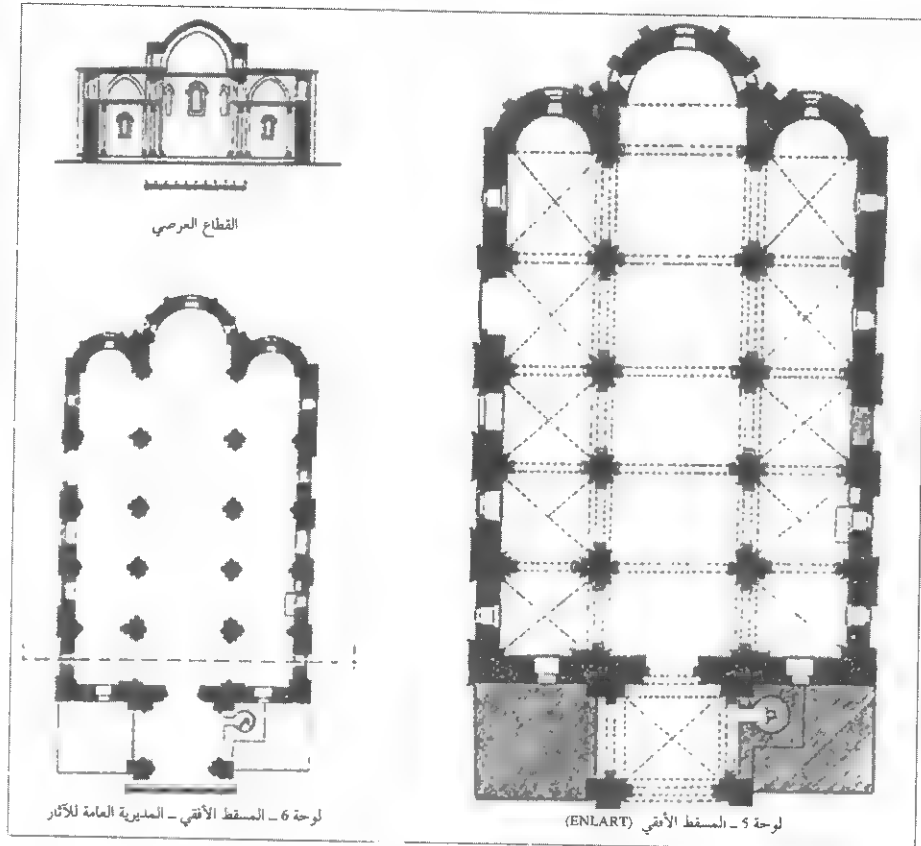 القطاع العرضي
لوحة 6 ـ المسقط الأفقي ـ المديرية العامة للآثار
لوحة 5 ـ المسقط الأفقي (ENLART)